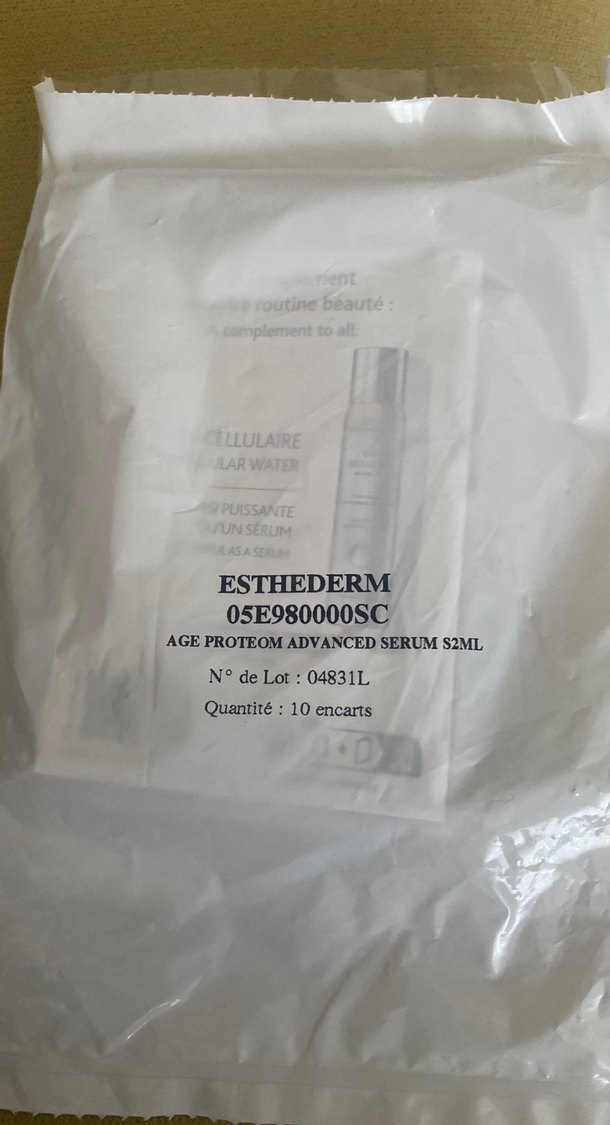 routine beauté :
complement to all:
CELLULAIRE
WATER
PUISSANTE
QU'UN SÉRUM
AS A SERUM
ESTHEDERM
05E980000SC
AGE PROTEOM ADVANCED SERUM S2ML
N° de Lot : 04831L
Quantité : 10 encarts